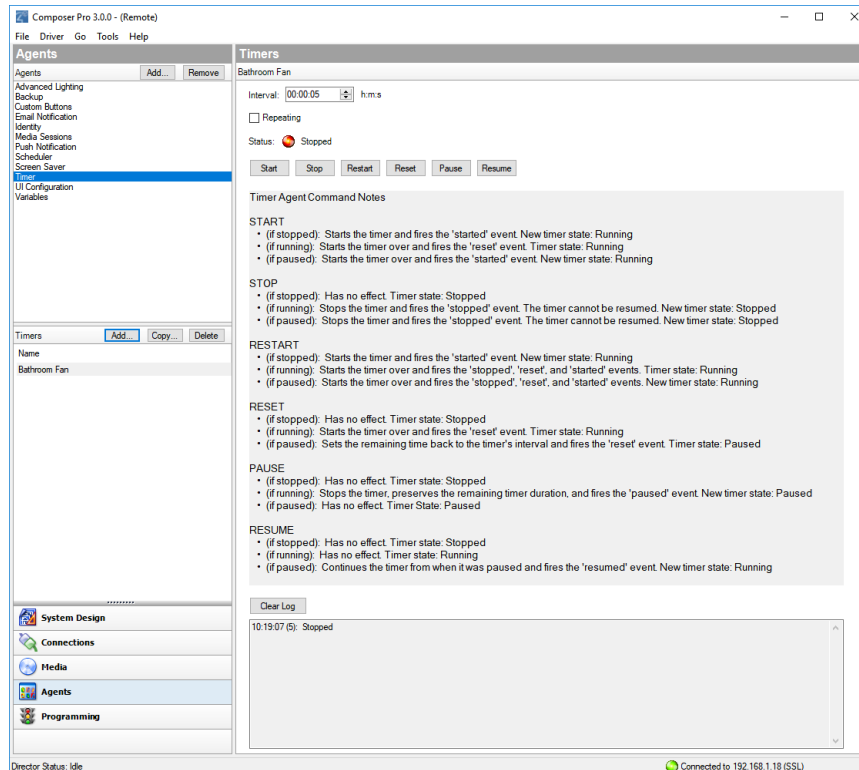 Composer Pro 3.0.0 - (Remote)
File Driver Go Tools Help
Agents
Agents Add... Remove
Advanced Lighting
Backup
Custom Buttons
Email Notification
Identity
Media Sessions
Push Notification
Scheduler
Screen Saver
Timer
UI Configuration
Variables
Timers Add... Copy... Delete
Name
Bathroom Fan
System Design
Connections
Media
Agents
Programming
Timers
Bathroom Fan
Interval: 00:00:05 h:m:s
Repeating
Status: Stopped
Start Stop Restart Reset Pause Resume
Timer Agent Command Notes
START
• (if stopped): Starts the timer and fires the 'started' event. New timer state: Running
• (if running): Starts the timer over and fires the 'reset' event. Timer state: Running
• (if paused): Starts the timer over and fires the 'started' event. New timer state: Running
STOP
• (if stopped): Has no effect. Timer state: Stopped
• (if running): Stops the timer and fires the 'stopped' event. The timer cannot be resumed. New timer state: Stopped
• (if paused): Stops the timer and fires the 'stopped' event. The timer cannot be resumed. New timer state: Stopped
RESTART
• (if stopped): Starts the timer and fires the 'started' event. New timer state: Running
• (if running): Starts the timer over and fires the 'stopped', 'reset', and 'started' events. Timer state: Running
• (if paused): Starts the timer over and fires the 'stopped', 'reset', and 'started' events. New timer state: Running
RESET
• (if stopped): Has no effect. Timer state: Stopped
• (if running): Starts the timer over and fires the 'reset' event. Timer state: Running
• (if paused): Sets the remaining time back to the timer's interval and fires the 'reset' event. Timer state: Paused
PAUSE
• (if stopped): Has no effect. Timer state: Stopped
• (if running): Stops the timer, preserves the remaining timer duration, and fires the 'paused' event. New timer state: Paused
• (if paused): Has no effect. Timer State: Paused
RESUME
• (if stopped): Has no effect. Timer state: Stopped
• (if running): Has no effect. Timer state: Running
• (if paused): Continues the timer from when it was paused and fires the 'resumed' event. New timer state: Running
Clear Log
10:19:07 (5): Stopped
Director Status: Idle
Connected to 192.168.1.18 (SSL)